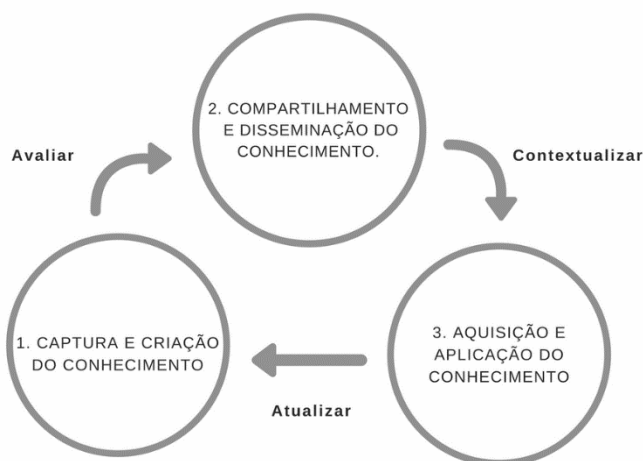 2. COMPARTILHAMENTO
E DISSEMINAÇÃO DO
CONHECIMENTO.
Avaliar
Contextualizar
1. CAPTURA E CRIAÇÃO
DO CONHECIMENTO
3. AQUISIÇÃO E
APLICAÇÃO DO
CONHECIMENTO
Atualizar